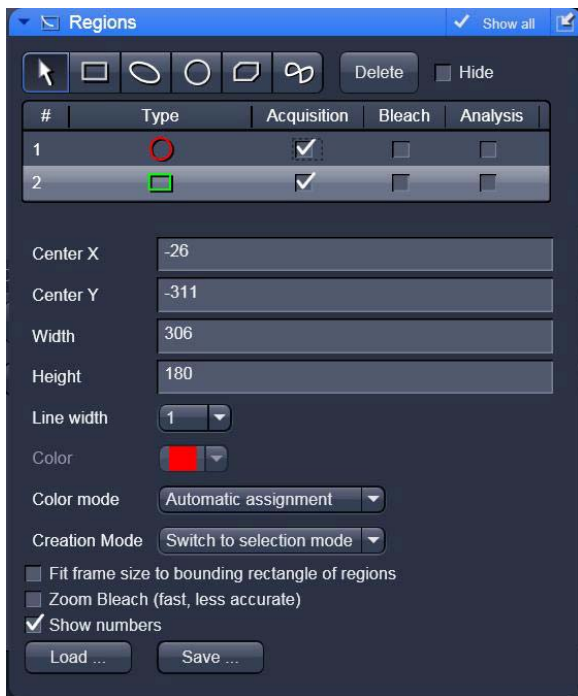 Regions Show all
Delete Hide
# Type Acquisition Bleach Analysis
1
2
Center X -26
Center Y -311
Width 306
Height 180
Line width 1
Color
Color mode Automatic assignment
Creation Mode Switch to selection mode
Fit frame size to bounding rectangle of regions
Zoom Bleach (fast, less accurate)
Show numbers
Load ... Save ...